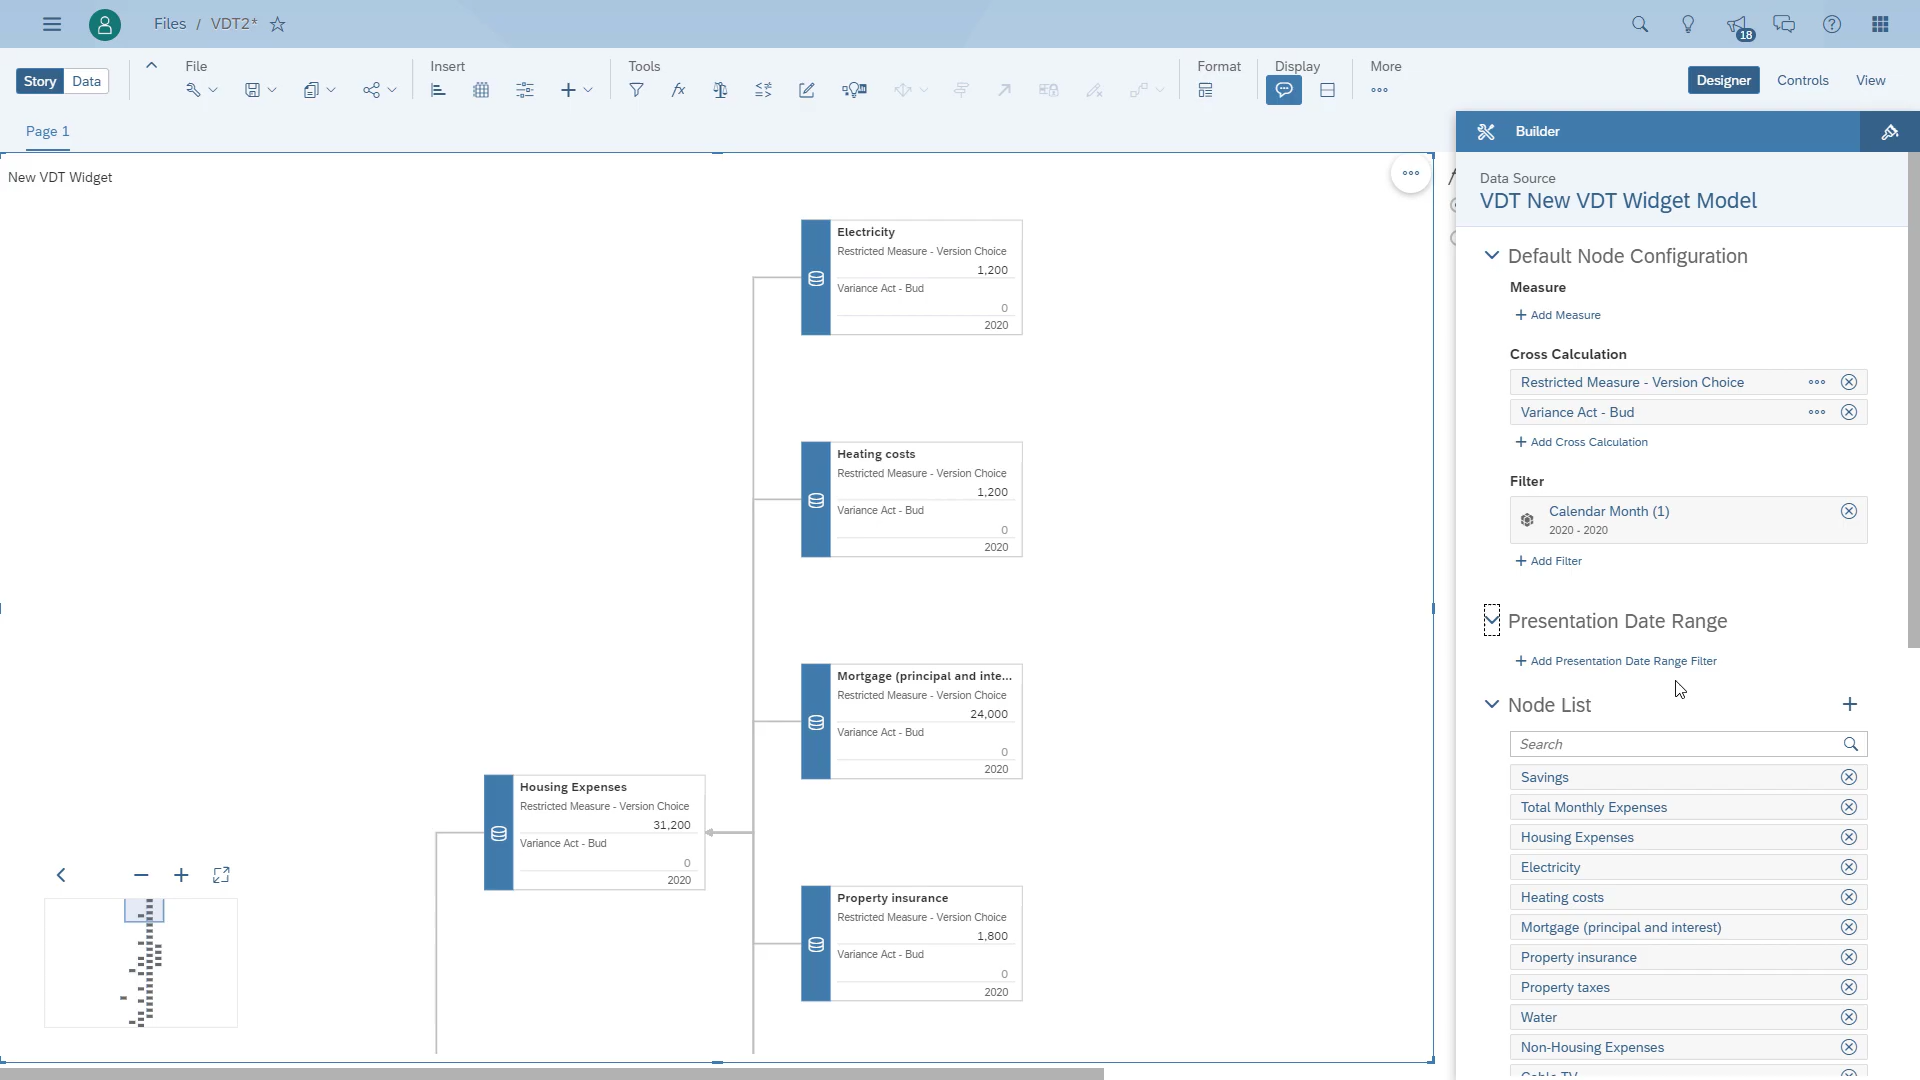 Files / VDT2*
18
Story Data
File
Insert
Tools
Format
Display
More
Designer
Controls
View
Page 1
New VDT Widget
Electricity
Restricted Measure - Version Choice
1,200
Variance Act - Bud
0
2020
Heating costs
Restricted Measure - Version Choice
1,200
Variance Act - Bud
0
2020
Mortgage (principal and inte...
Restricted Measure - Version Choice
24,000
Variance Act - Bud
0
2020
Housing Expenses
Restricted Measure - Version Choice
31,200
Variance Act - Bud
0
2020
Property insurance
Restricted Measure - Version Choice
1,800
Variance Act - Bud
0
2020
Builder
Data Source
VDT New VDT Widget Model
Default Node Configuration
Measure
+ Add Measure
Cross Calculation
Restricted Measure - Version Choice
Variance Act - Bud
+ Add Cross Calculation
Filter
Calendar Month (1)
2020 - 2020
+ Add Filter
Presentation Date Range
+ Add Presentation Date Range Filter
Node List
Search
Savings
Total Monthly Expenses
Housing Expenses
Electricity
Heating costs
Mortgage (principal and interest)
Property insurance
Property taxes
Water
Non-Housing Expenses
Cable TV